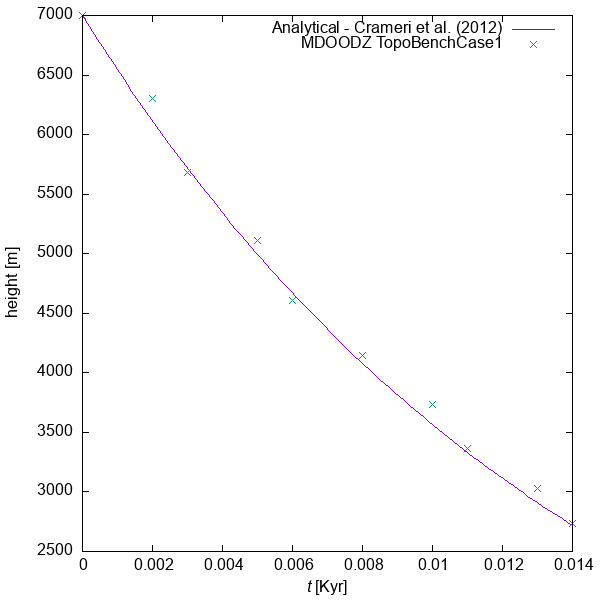 Analytical - Crameri et al. (2012)
MDOODZ TopoBenchCase1
7000
6500
6000
5500
5000
4500
4000
3500
3000
2500
height [m]
0 0.002 0.004 0.006 0.008 0.01 0.012 0.014
t [Kyr]